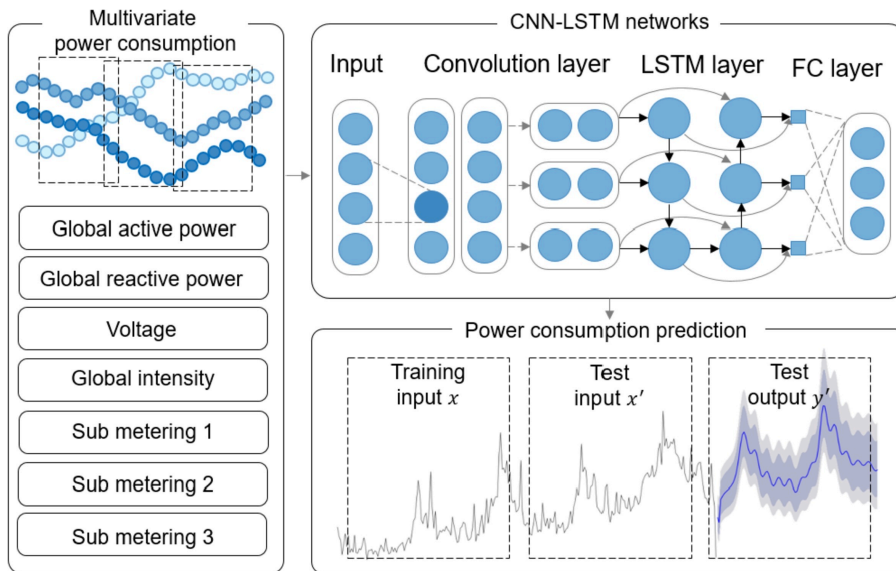 Multivariate
power consumption
Global active power
Global reactive power
Voltage
Global intensity
Sub metering 1
Sub metering 2
Sub metering 3
CNN-LSTM networks
Input
Convolution layer
LSTM layer
FC layer
Power consumption prediction
Training
input x
Test
input x′
Test
output y′